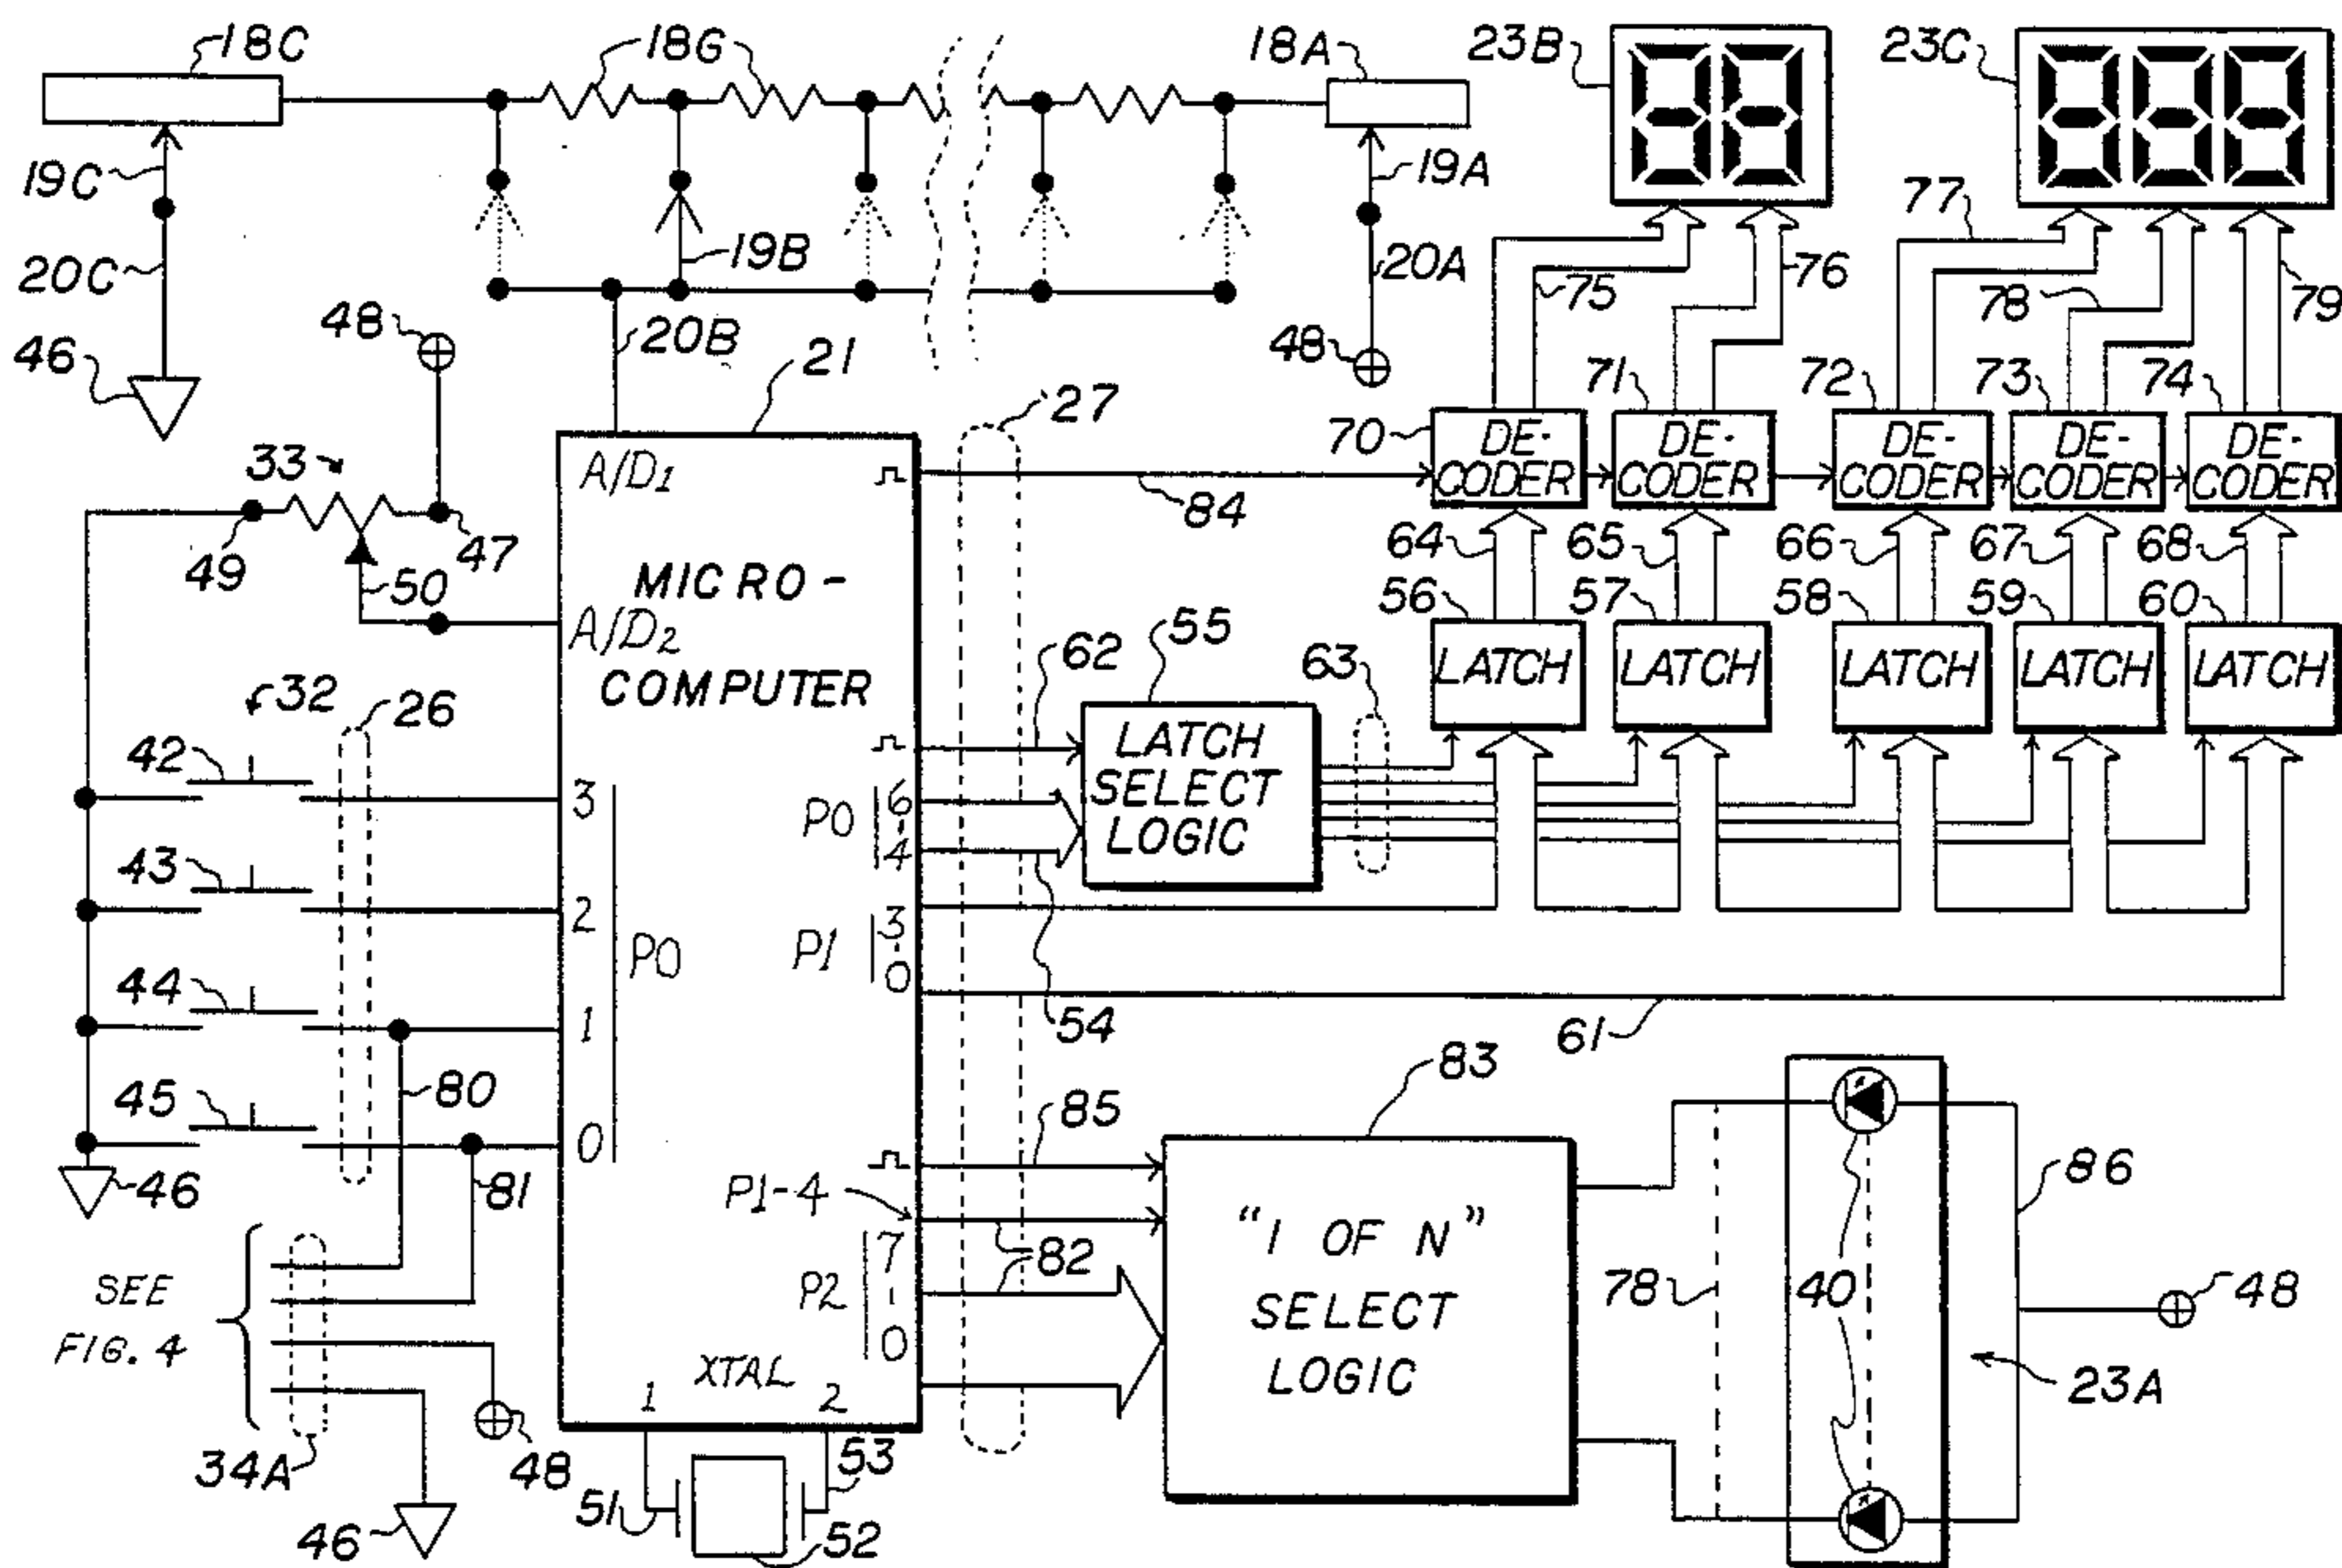 18C
18G
18A
23B
23C
19C
19B
19A
20C
20B
20A
77
75
76
78
79
48
46
48
21
27
71
72
73
74
33
A/D1
70
DE-
CODER
DE-
CODER
DE-
CODER
DE-
CODER
DE-
CODER
84
49
47
50
MICRO-
COMPUTER
A/D2
64
65
66
67
68
56
57
58
59
60
62
55
63
LATCH
LATCH
LATCH
LATCH
LATCH
32
26
42
43
44
45
3
2
1
0
P0
P0
6
4
LATCH
SELECT
LOGIC
P1
3
0
54
61
80
81
46
85
83
P1-4
82
P2
7
0
"1 OF N"
SELECT
LOGIC
78
40
86
48
23A
SEE
FIG. 4
34A
48
46
1
XTAL
2
51
52
53